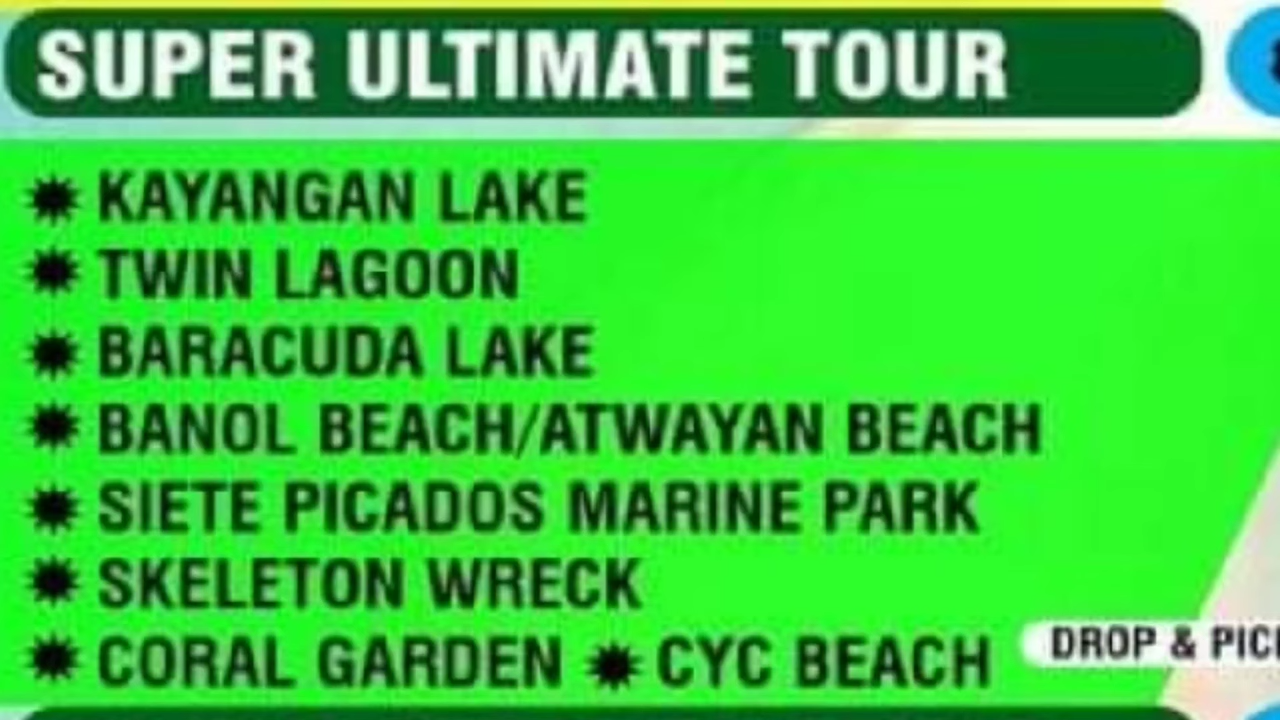 SUPER ULTIMATE TOUR
KAYANGAN LAKE
TWIN LAGOON
BARACUDA LAKE
BANOL BEACH/ATWAYAN BEACH
SIETE PICADOS MARINE PARK
SKELETON WRECK
CORAL GARDEN ✸ CYC BEACH
DROP &